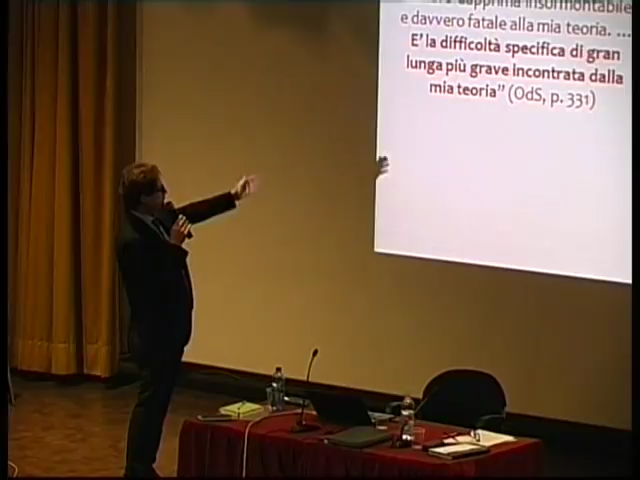 insormontabile
e davvero fatale alla mia teoria. ...
E' la difficoltà specifica di gran
lunga più grave incontrata dalla
mia teoria" (OdS, p. 331)